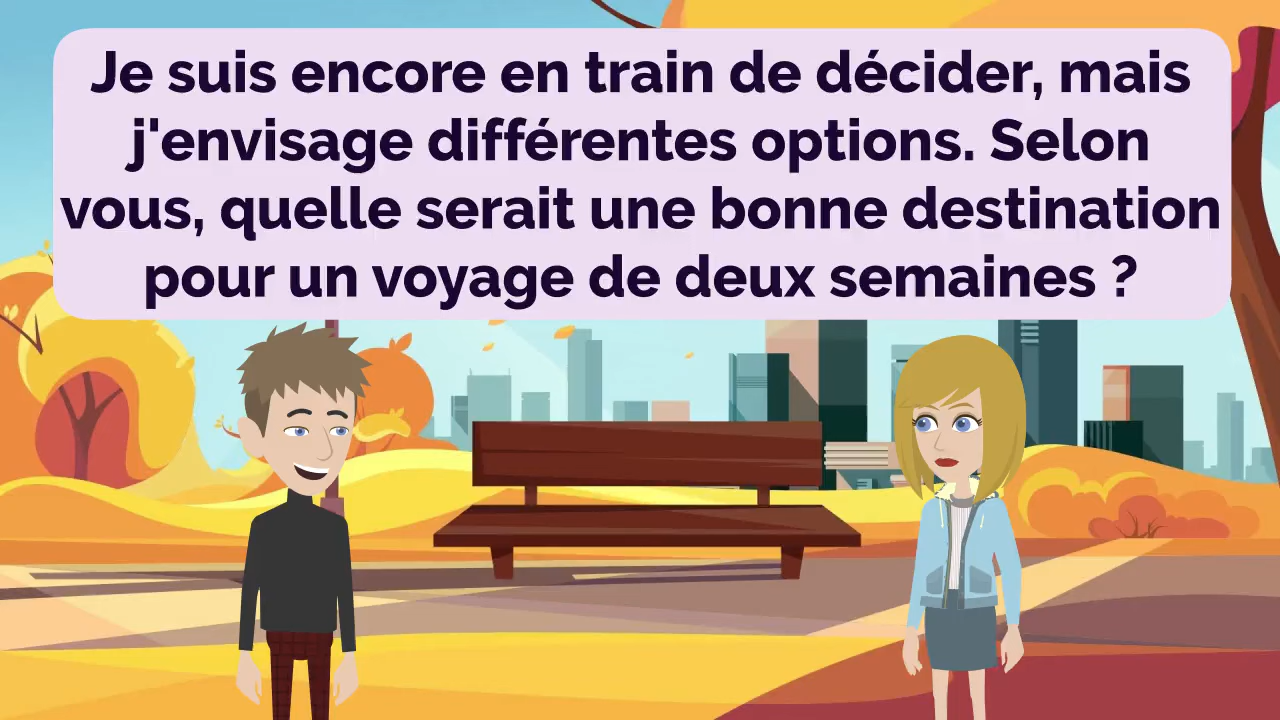 Je suis encore en train de décider, mais
j'envisage différentes options. Selon
vous, quelle serait une bonne destination
pour un voyage de deux semaines ?